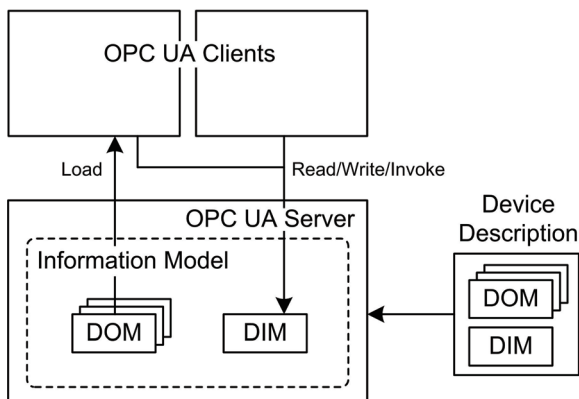 OPC UA Clients
Load
Read/Write/Invoke
OPC UA Server
Information Model
DOM
DIM
Device
Description
DOM
DIM